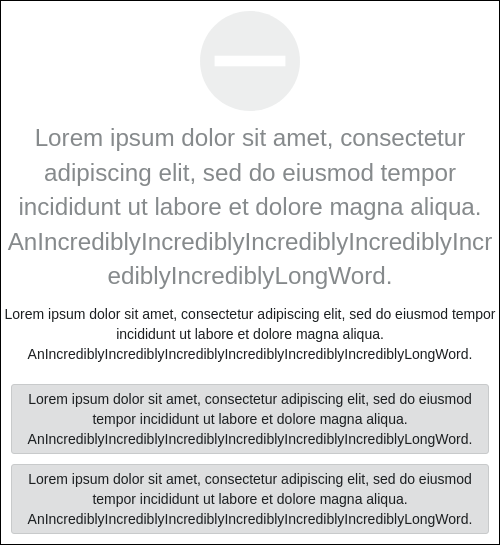 Lorem ipsum dolor sit amet, consectetur
adipiscing elit, sed do eiusmod tempor
incididunt ut labore et dolore magna aliqua.
AnIncrediblyIncrediblyIncrediblyIncrediblyIncr
ediblyIncrediblyLongWord.
Lorem ipsum dolor sit amet, consectetur adipiscing elit, sed do eiusmod tempor
incididunt ut labore et dolore magna aliqua.
AnIncrediblyIncrediblyIncrediblyIncrediblyIncrediblyIncrediblyLongWord.
Lorem ipsum dolor sit amet, consectetur adipiscing elit, sed do eiusmod
tempor incididunt ut labore et dolore magna aliqua.
AnIncrediblyIncrediblyIncrediblyIncrediblyIncrediblyIncrediblyLongWord.
Lorem ipsum dolor sit amet, consectetur adipiscing elit, sed do eiusmod
tempor incididunt ut labore et dolore magna aliqua.
AnIncrediblyIncrediblyIncrediblyIncrediblyIncrediblyIncrediblyLongWord.